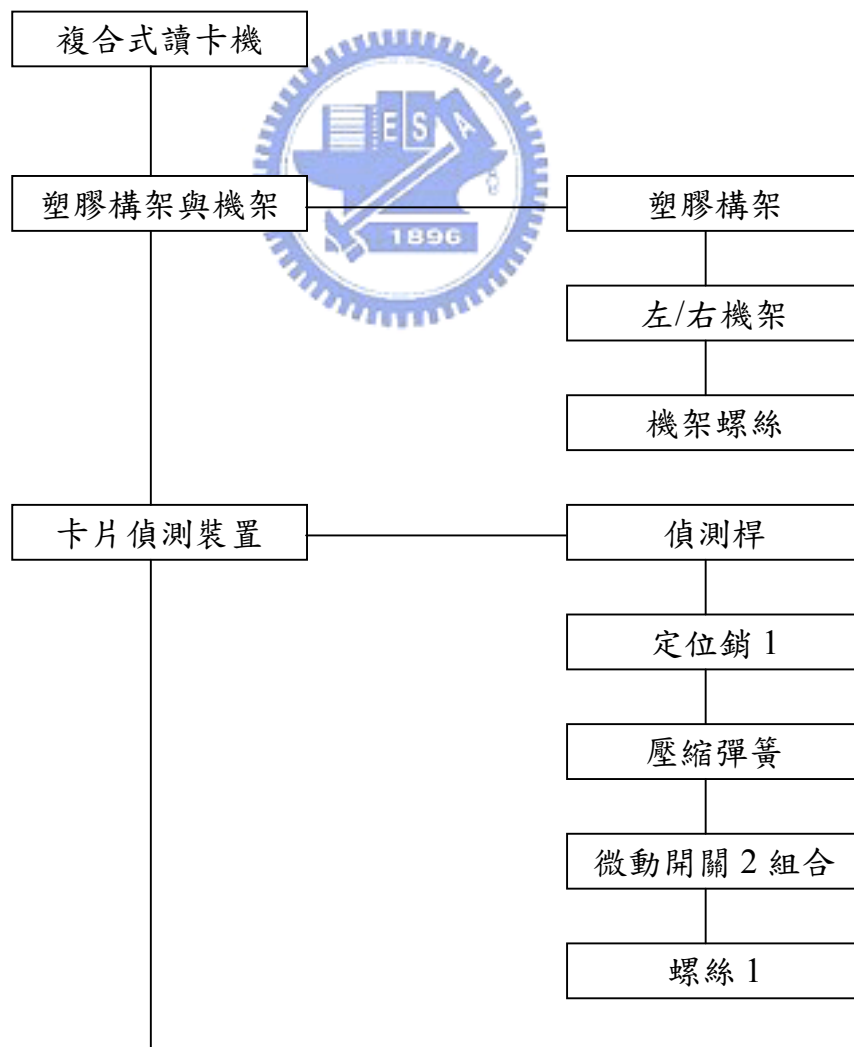 複合式讀卡機
E S A
1896
塑膠構架與機架
塑膠構架
左/右機架
機架螺絲
卡片偵測裝置
偵測桿
定位銷 1
壓縮彈簧
微動開關 2 組合
螺絲 1